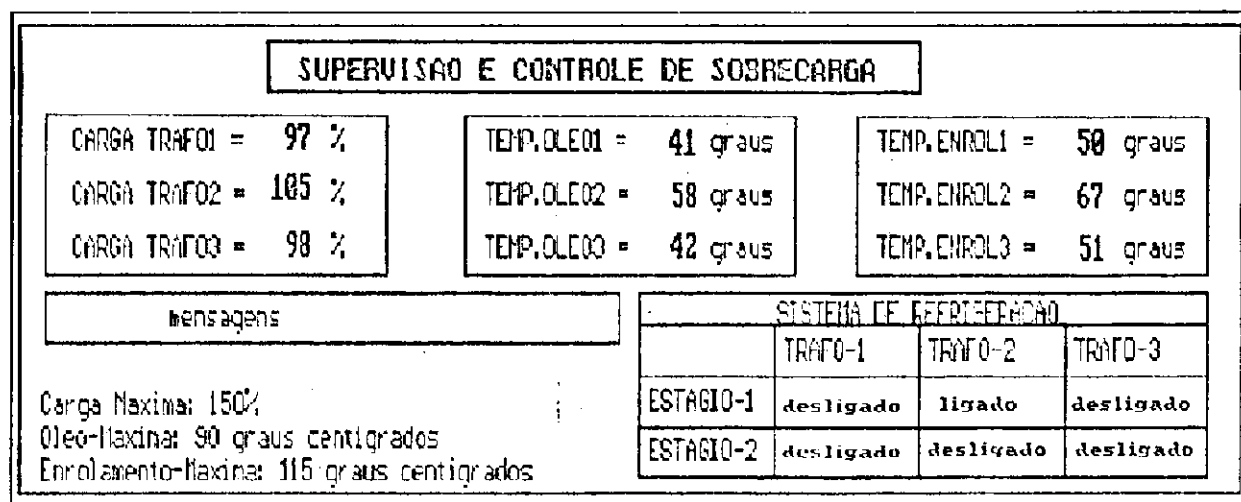 SUPERVISAO E CONTROLE DE SOBRECARGA
CARGA TRAFO1 = 97 %
CARGA TRAFO2 = 105 %
CARGA TRAFO3 = 98 %
TEMP.OLEO1 = 41 graus
TEMP.OLEO2 = 58 graus
TEMP.OLEO3 = 42 graus
TEMP.ENROL1 = 50 graus
TEMP.ENROL2 = 67 graus
TEMP.ENROL3 = 51 graus
mensagens
Carga Maxima: 150%
Oleo-Maxima: 90 graus centigrados
Enrolamento-Maxima: 115 graus centigrados
SISTEMA DE REFRIGERACAO
TRAFO-1 TRAFO-2 TRAFO-3
ESTAGIO-1 desligado ligado desligado
ESTAGIO-2 desligado desligado desligado